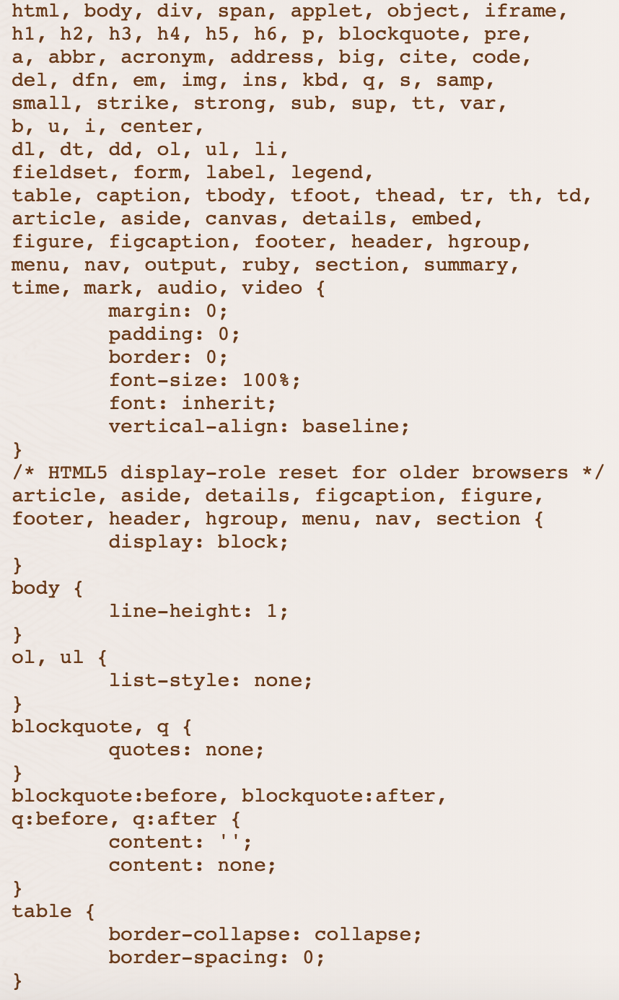 html, body, div, span, applet, object, iframe,
h1, h2, h3, h4, h5, h6, p, blockquote, pre,
a, abbr, acronym, address, big, cite, code,
del, dfn, em, img, ins, kbd, q, s, samp,
small, strike, strong, sub, sup, tt, var,
b, u, i, center,
dl, dt, dd, ol, ul, li,
fieldset, form, label, legend,
table, caption, tbody, tfoot, thead, tr, th, td,
article, aside, canvas, details, embed,
figure, figcaption, footer, header, hgroup,
menu, nav, output, ruby, section, summary,
time, mark, audio, video {
	margin: 0;
	padding: 0;
	border: 0;
	font-size: 100%;
	font: inherit;
	vertical-align: baseline;
}
/* HTML5 display-role reset for older browsers */
article, aside, details, figcaption, figure,
footer, header, hgroup, menu, nav, section {
	display: block;
}
body {
	line-height: 1;
}
ol, ul {
	list-style: none;
}
blockquote, q {
	quotes: none;
}
blockquote:before, blockquote:after,
q:before, q:after {
	content: '';
	content: none;
}
table {
	border-collapse: collapse;
	border-spacing: 0;
}